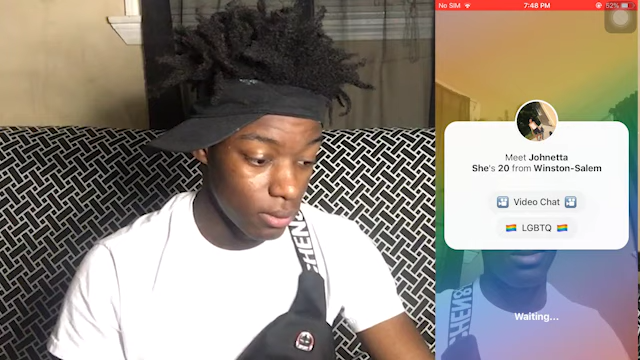 No SIM 7:48 PM 52%
Meet Johnetta
She's 20 from Winston-Salem
Video Chat
LGBTQ
Waiting...